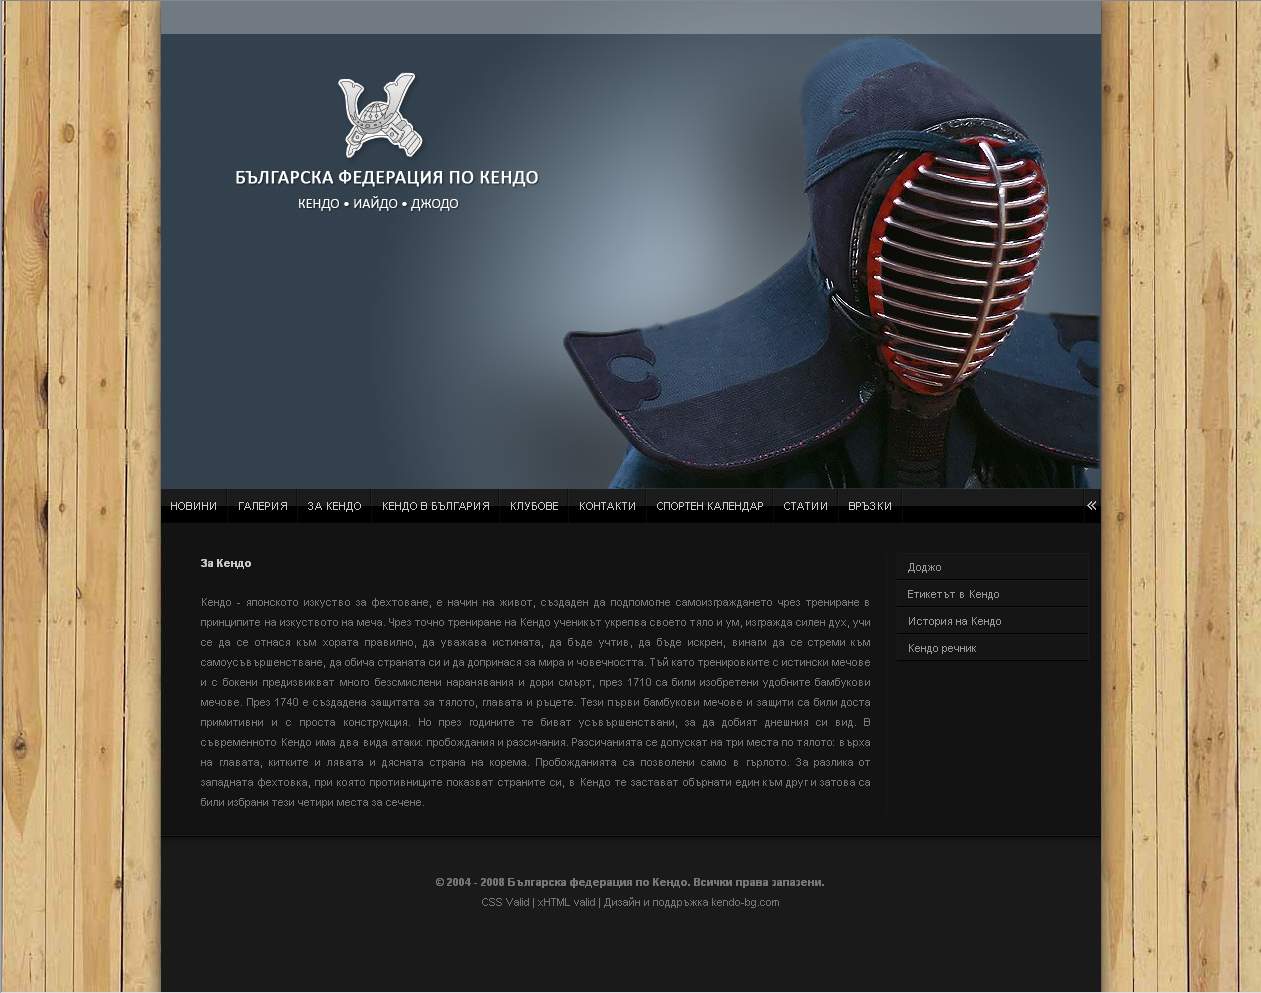 БЪЛГАРСКА ФЕДЕРАЦИЯ ПО КЕНДО
КЕНДО • ИАЙДО • ДЖОДО
НОВИНИ ГАЛЕРИЯ ЗА КЕНДО КЕНДО В БЪЛГАРИЯ КЛУБОВЕ КОНТАКТИ СПОРТЕН КАЛЕНДАР СТАТИИ ВРЪЗКИ «
За Кендо
Кендо - японското изкуство за фехтоване, е начин на живот, създаден да подпомогне самоизграждането чрез трениране в
принципите на изкуството на меча. Чрез точно трениране на Кендо ученикът укрепва своето тяло и ум, изгражда силен дух, учи
се да се отнася към хората правилно, да уважава истината, да бъде учтив, да бъде искрен, винаги да се стреми към
самоусъвършенстване, да обича страната си и да допринася за мира и човечността. Тъй като тренировките с истински мечове
и с бокени предизвикват много безсмислени наранявания и дори смърт, през 1710 са били изобретени удобните бамбукови
мечове. През 1740 е създадена защитата за тялото, главата и ръцете. Тези първи бамбукови мечове и защити са били доста
примитивни и с проста конструкция. Но през годините те биват усъвършенствани, за да добият днешния си вид. В
съвременното Кендо има два вида атаки: пробождания и разсичания. Разсичанията се допускат на три места по тялото: върха
на главата, китките и лявата и дясната страна на корема. Пробожданията са позволени само в гърлото. За разлика от
западната фехтовка, при която противниците показват страните си, в Кендо те застават обърнати един към друг и затова са
били избрани тези четири места за сечене.
Доджо
Етикетът в Кендо
История на Кендо
Кендо речник
© 2004 - 2008 Българска федерация по Кендо. Всички права запазени.
CSS Valid | xHTML valid | Дизайн и поддръжка kendo-bg.com